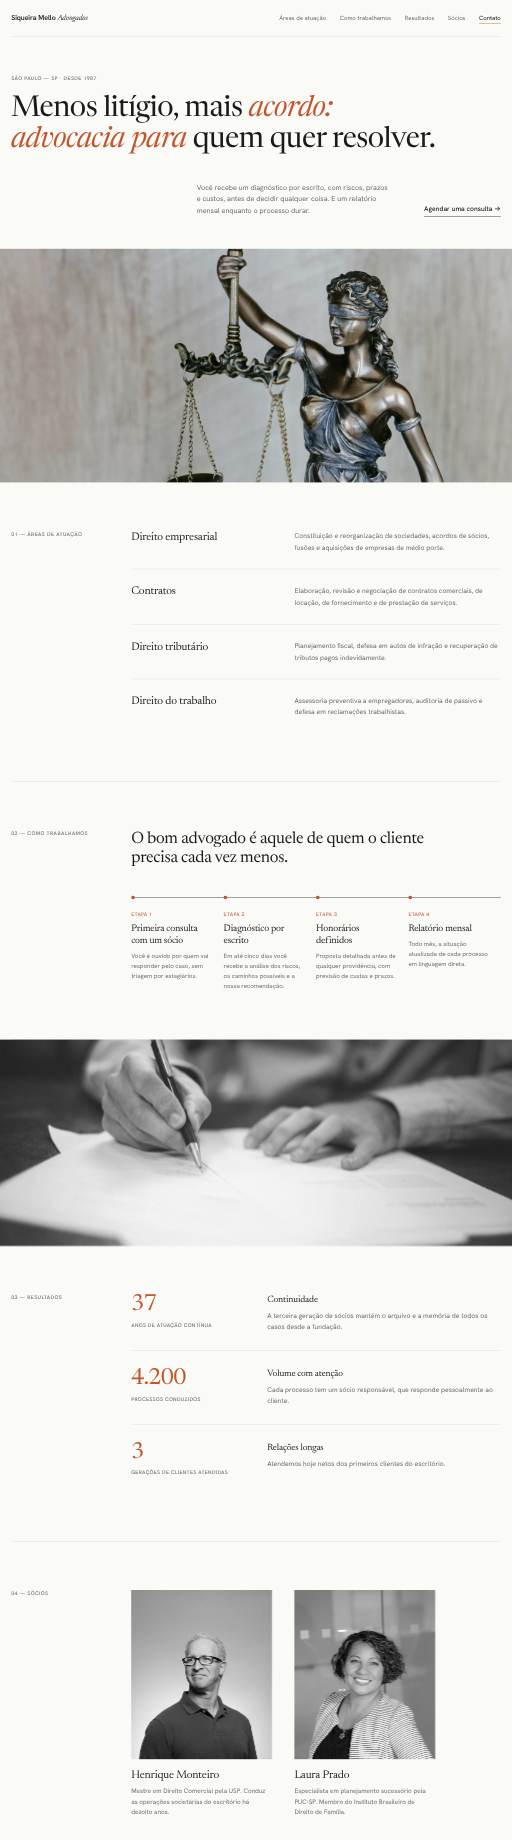 Siqueira Mello Advogados
Áreas de atuação
Como trabalhamos
Resultados
Sócios
Contato
SÃO PAULO — SP · DESDE 1987
Menos litígio, mais acordo:
advocacia para quem quer resolver.
Você recebe um diagnóstico por escrito, com riscos, prazos
e custos, antes de decidir qualquer coisa. E um relatório
mensal enquanto o processo durar.
Agendar uma consulta →
01 — ÁREAS DE ATUAÇÃO
Direito empresarial
Constituição e reorganização de sociedades, acordos de sócios,
fusões e aquisições de empresas de médio porte.
Contratos
Elaboração, revisão e negociação de contratos comerciais, de
locação, de fornecimento e de prestação de serviços.
Direito tributário
Planejamento fiscal, defesa em autos de infração e recuperação de
tributos pagos indevidamente.
Direito do trabalho
Assessoria preventiva a empregadores, auditoria de passivo e
defesa em reclamações trabalhistas.
02 — COMO TRABALHAMOS
O bom advogado é aquele de quem o cliente
precisa cada vez menos.
ETAPA 1
Primeira consulta
com um sócio
Você é ouvido por quem vai
responder pelo caso, sem
triagem por estagiários.
ETAPA 2
Diagnóstico por
escrito
Em até cinco dias você
recebe a análise dos riscos,
os caminhos possíveis e a
nossa recomendação.
ETAPA 3
Honorários
definidos
Proposta detalhada antes de
qualquer providência, com
previsão de custas e prazos.
ETAPA 4
Relatório mensal
Todo mês, a situação
atualizada de cada processo
em linguagem direta.
03 — RESULTADOS
37
ANOS DE ATUAÇÃO CONTÍNUA
Continuidade
A terceira geração de sócios mantém o arquivo e a memória de todos os
casos desde a fundação.
4.200
PROCESSOS CONDUZIDOS
Volume com atenção
Cada processo tem um sócio responsável, que responde pessoalmente ao
cliente.
3
GERAÇÕES DE CLIENTES ATENDIDAS
Relações longas
Atendemos hoje netos dos primeiros clientes do escritório.
04 — SÓCIOS
Henrique Monteiro
Mestre em Direito Comercial pela USP. Conduz
as operações societárias do escritório há
dezoito anos.
Laura Prado
Especialista em planejamento sucessório pela
PUC-SP. Membro do Instituto Brasileiro de
Direito de Família.